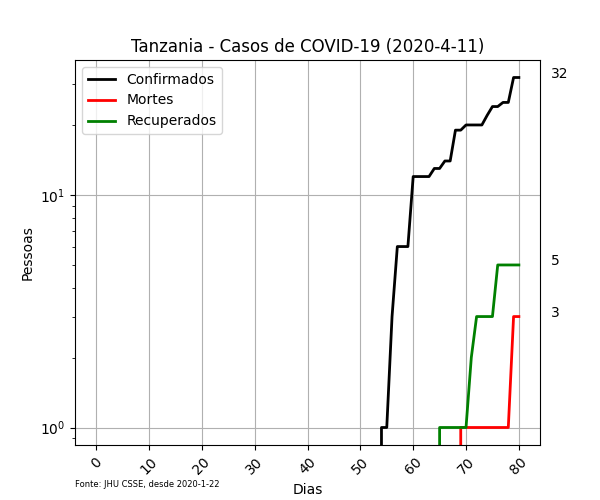 Tanzania - Casos de COVID-19 (2020-4-11)
Confirmados
Mortes
Recuperados
32
5
3
10¹
10⁰
Pessoas
0 10 20 30 40 50 60 70 80
Fonte: JHU CSSE, desde 2020-1-22
Dias